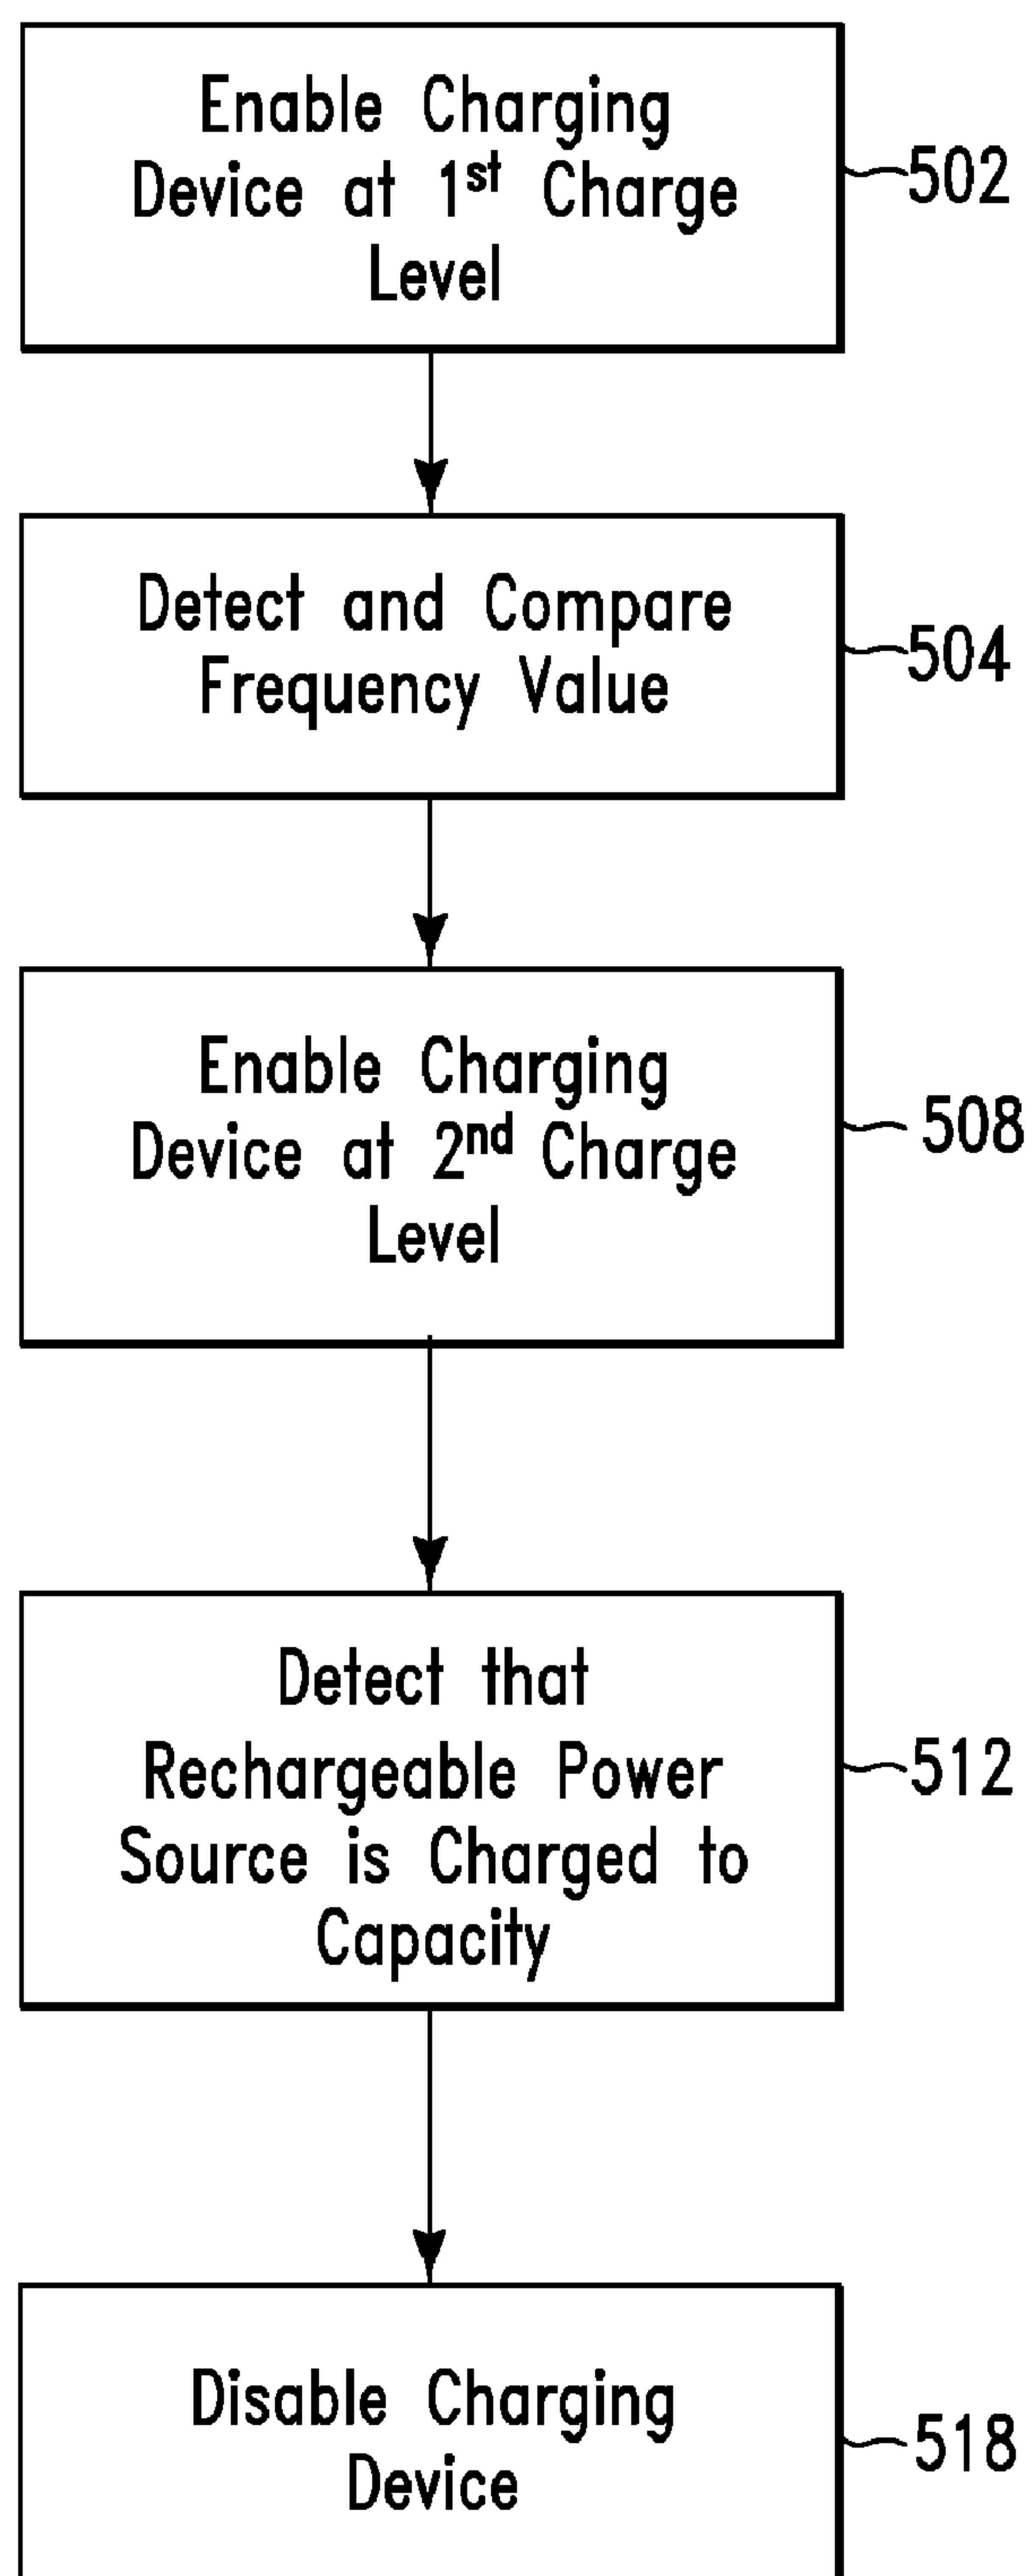 Enable Charging
Device at 1st Charge
Level
502
Detect and Compare
Frequency Value
504
Enable Charging
Device at 2nd Charge
Level
508
Detect that
Rechargeable Power
Source is Charged to
Capacity
512
Disable Charging
Device
518